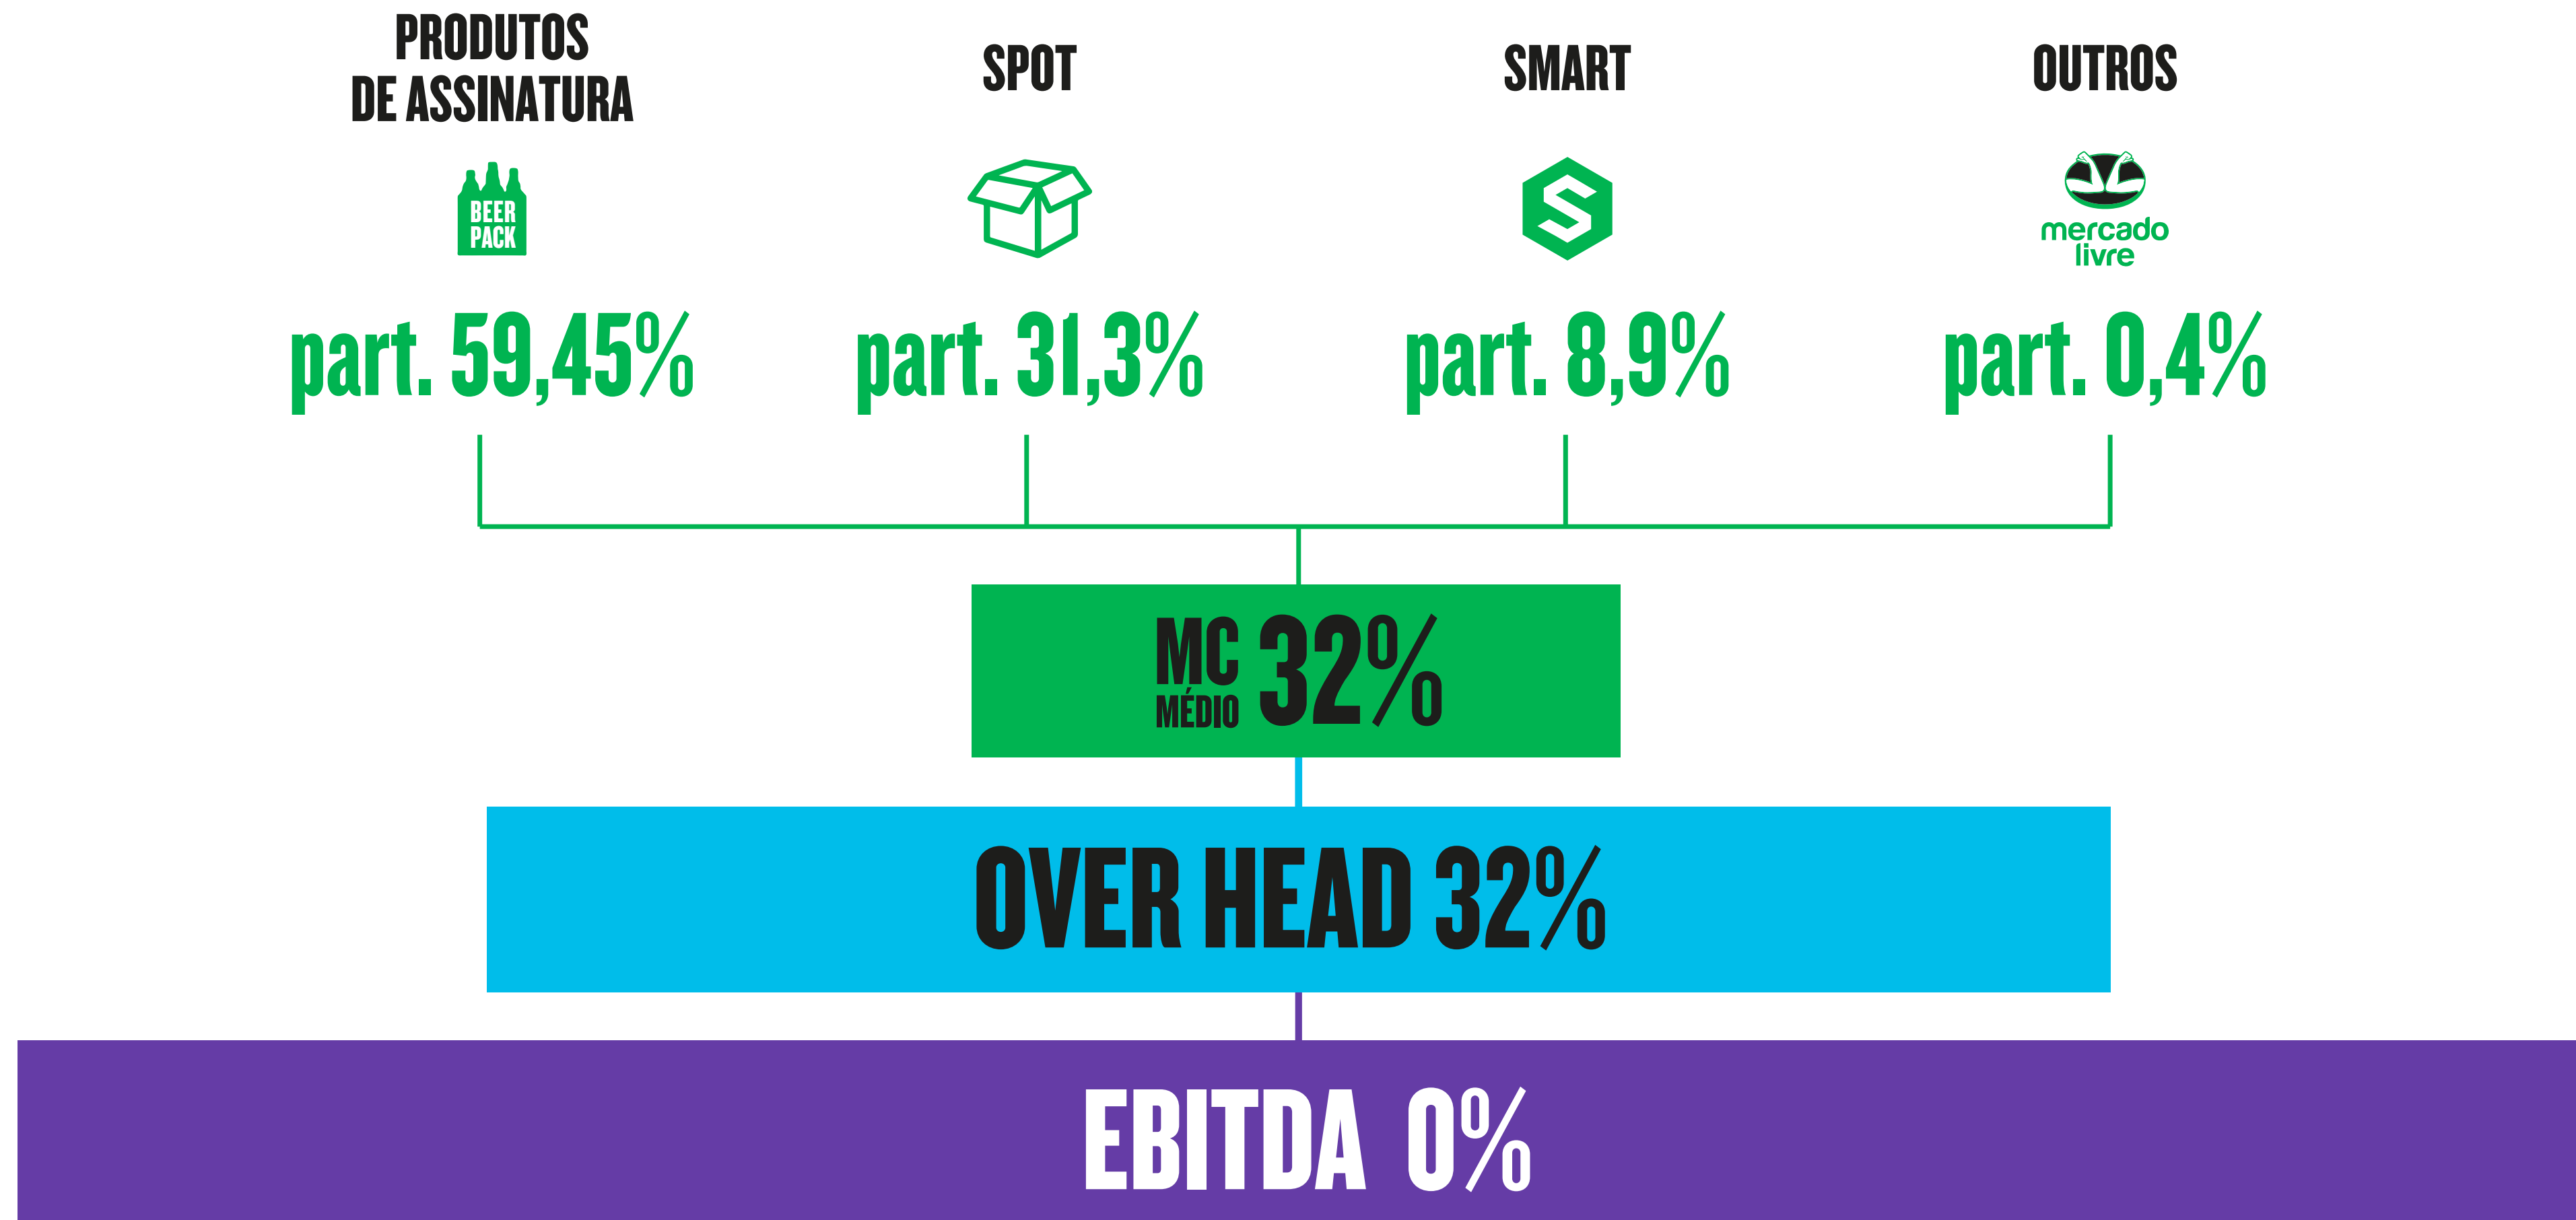 PRODUTOS
DE ASSINATURA
SPOT
SMART
OUTROS
BEER
PACK
S
mercado
livre
part. 59,45%
part. 31,3%
part. 8,9%
part. 0,4%
MC
MÉDIO
32%
OVER HEAD 32%
EBITDA 0%